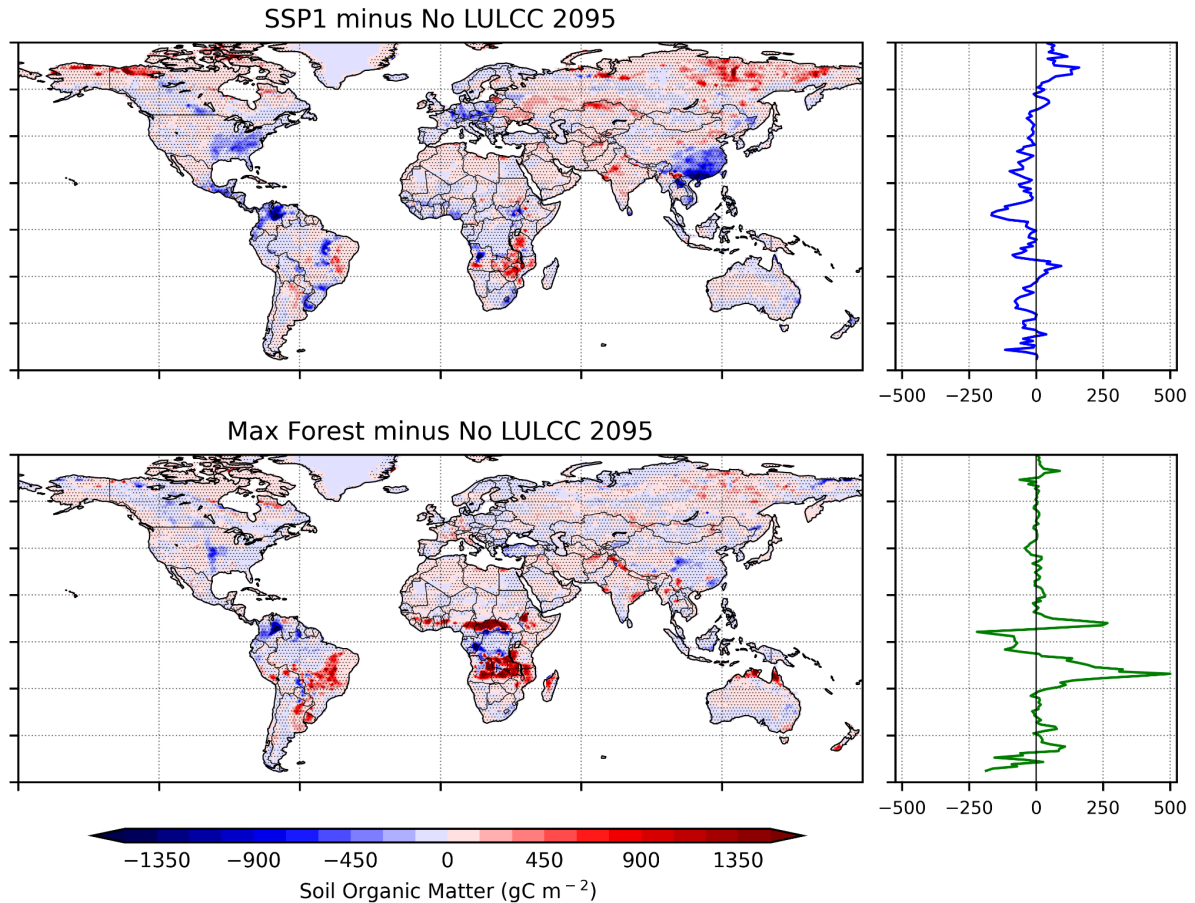 SSP1 minus No LULCC 2095
−500 −250 0 250 500
Max Forest minus No LULCC 2095
−500 −250 0 250 500
−1350 −900 −450 0 450 900 1350
Soil Organic Matter (gC m⁻²)